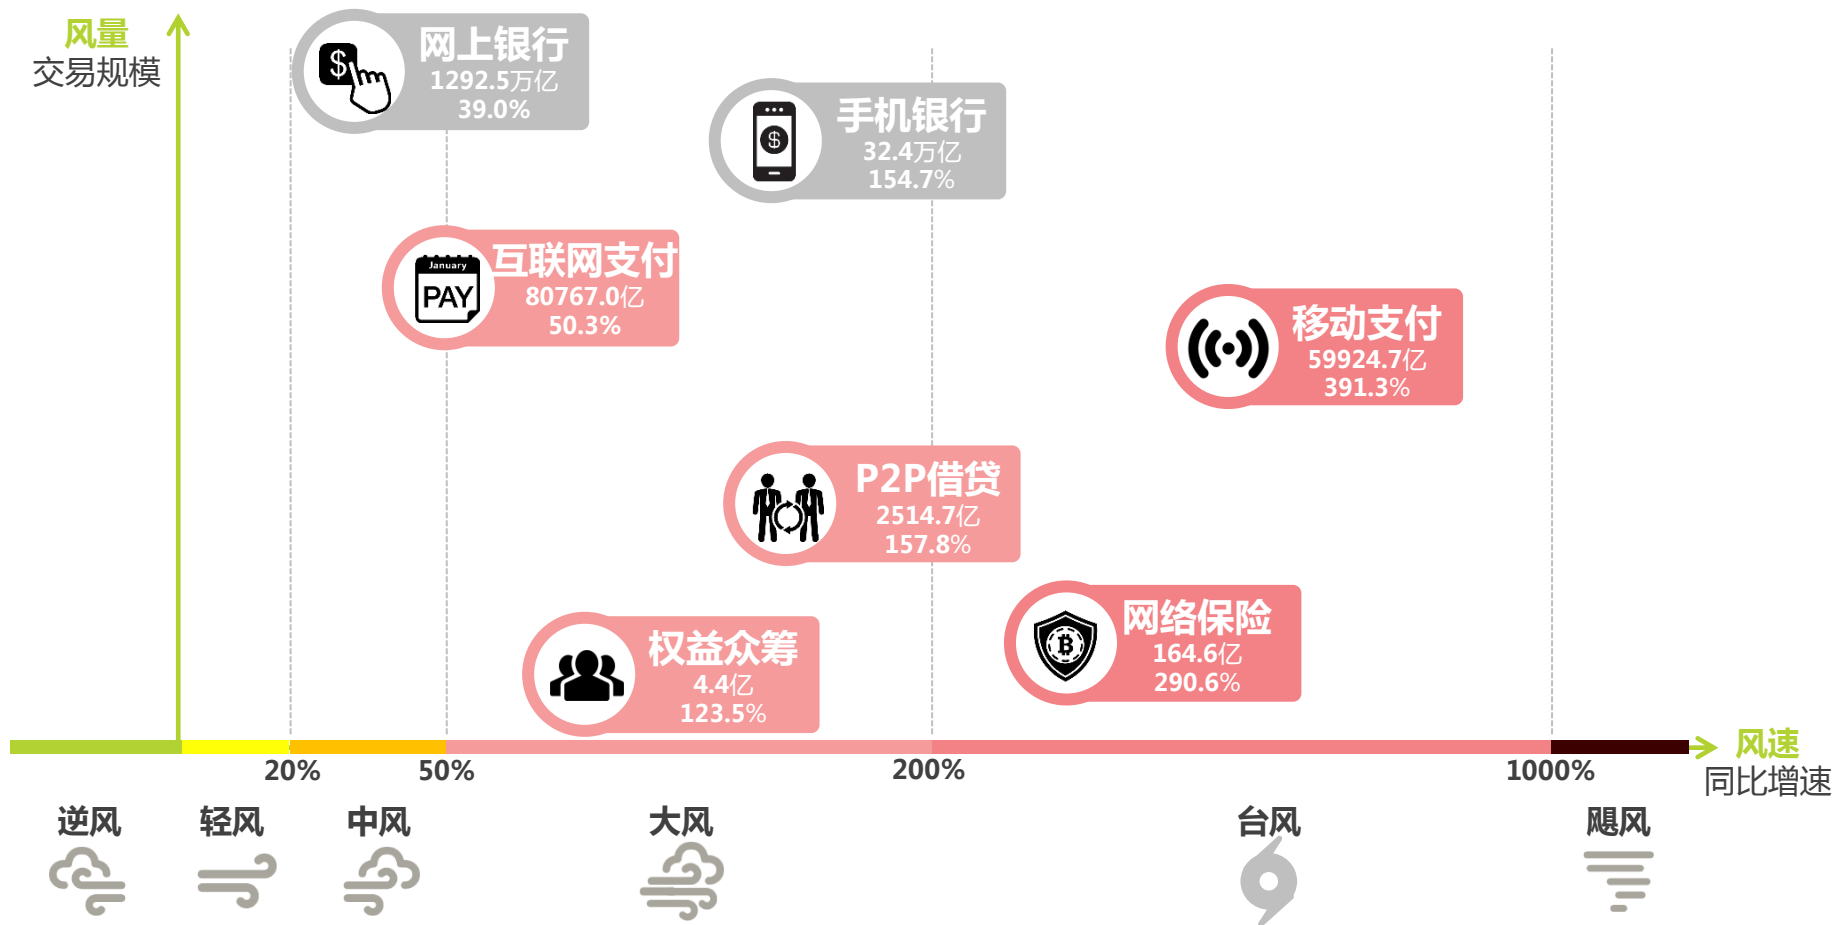 风量
交易规模
网上银行
1292.5万亿
39.0%
手机银行
32.4万亿
154.7%
January
PAY
互联网支付
80767.0亿
50.3%
移动支付
59924.7亿
391.3%
P2P借贷
2514.7亿
157.8%
网络保险
164.6亿
290.6%
权益众筹
4.4亿
123.5%
风速
同比增速
20%
50%
200%
1000%
逆风
轻风
中风
大风
台风
飓风